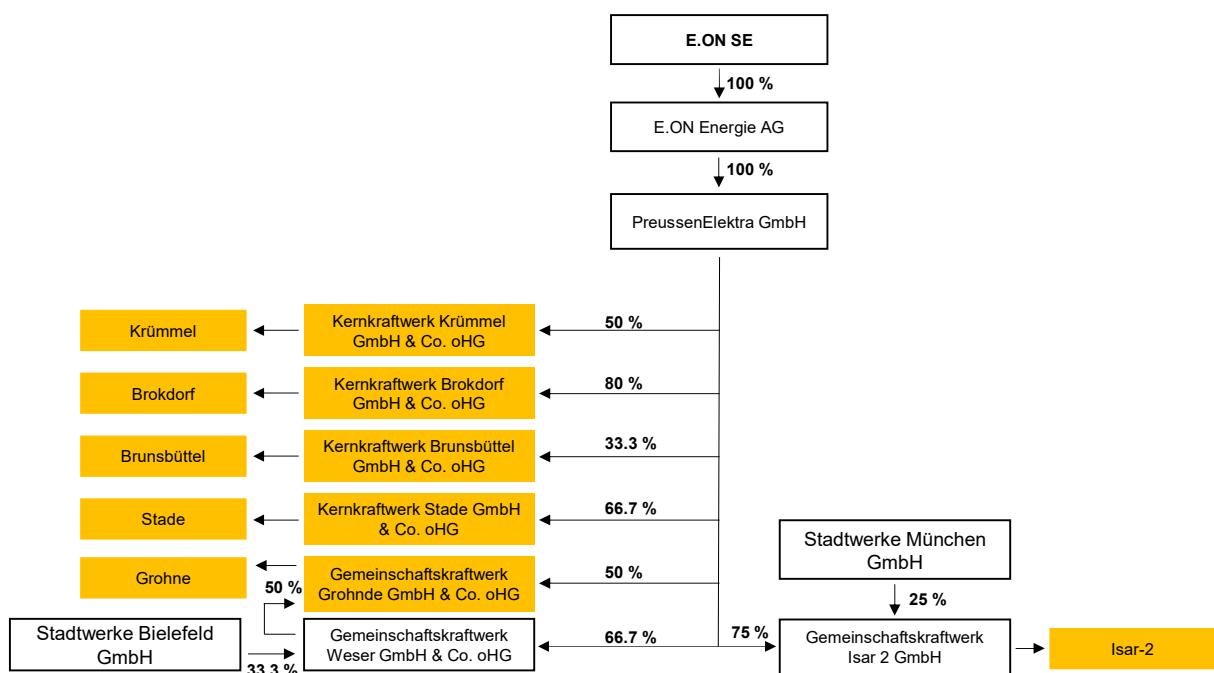 E.ON SE
100 %
E.ON Energie AG
100 %
PreussenElektra GmbH
Krümmel
Kernkraftwerk Krümmel
GmbH & Co. oHG
50 %
Brokdorf
Kernkraftwerk Brokdorf
GmbH & Co. oHG
80 %
Brunsbüttel
Kernkraftwerk Brunsbüttel
GmbH & Co. oHG
33.3 %
Stade
Kernkraftwerk Stade GmbH
& Co. oHG
66.7 %
Stadtwerke München
GmbH
Grohne
50 %
Gemeinschaftskraftwerk
Grohnde GmbH & Co. oHG
50 %
25 %
Stadtwerke Bielefeld
GmbH
33.3 %
Gemeinschaftskraftwerk
Weser GmbH & Co. oHG
66.7 %
75 %
Gemeinschaftskraftwerk
Isar 2 GmbH
Isar-2